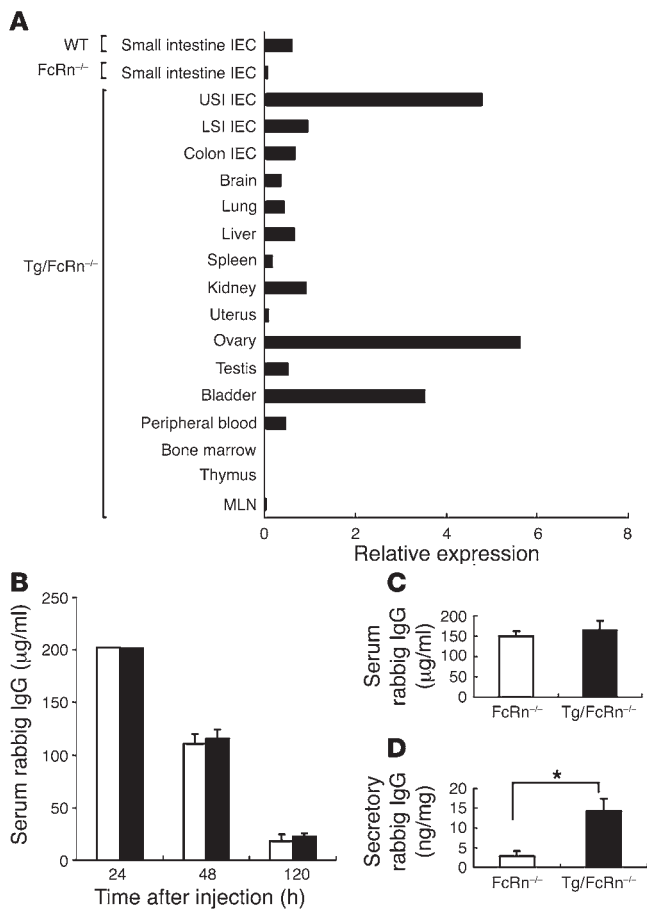 A
WT [ Small intestine IEC
FcRn–/– [ Small intestine IEC
USI IEC
LSI IEC
Colon IEC
Brain
Lung
Liver
Tg/FcRn–/–
Spleen
Kidney
Uterus
Ovary
Testis
Bladder
Peripheral blood
Bone marrow
Thymus
MLN
0 2 4 6 8
Relative expression
B
Serum rabbig IgG (μg/ml)
250
200
150
100
50
0
24 48 120
Time after injection (h)
C
Serum
rabbig IgG
(μg/ml)
200
150
100
50
0
FcRn–/– Tg/FcRn–/–
D
Secretory
rabbig IgG
(ng/mg)
20
15
10
5
0
*
FcRn–/– Tg/FcRn–/–